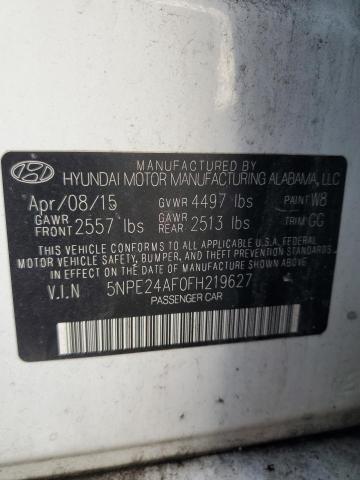 MANUFACTURED BY
HYUNDAI MOTOR MANUFACTURING ALABAMA, LLC
Apr/08/15 GVWR 4497 lbs PAINT W8
GAWR FRONT 2557 lbs GAWR REAR 2513 lbs TRIM GG
THIS VEHICLE CONFORMS TO ALL APPLICABLE U.S.A FEDERAL
MOTOR VEHICLE SAFETY, BUMPER, AND THEFT PREVENTION STANDARDS
IN EFFECT ON THE DATE OF MANUFACTURE SHOWN ABOVE.
V.I.N 5NPE24AF0FH219627
PASSENGER CAR